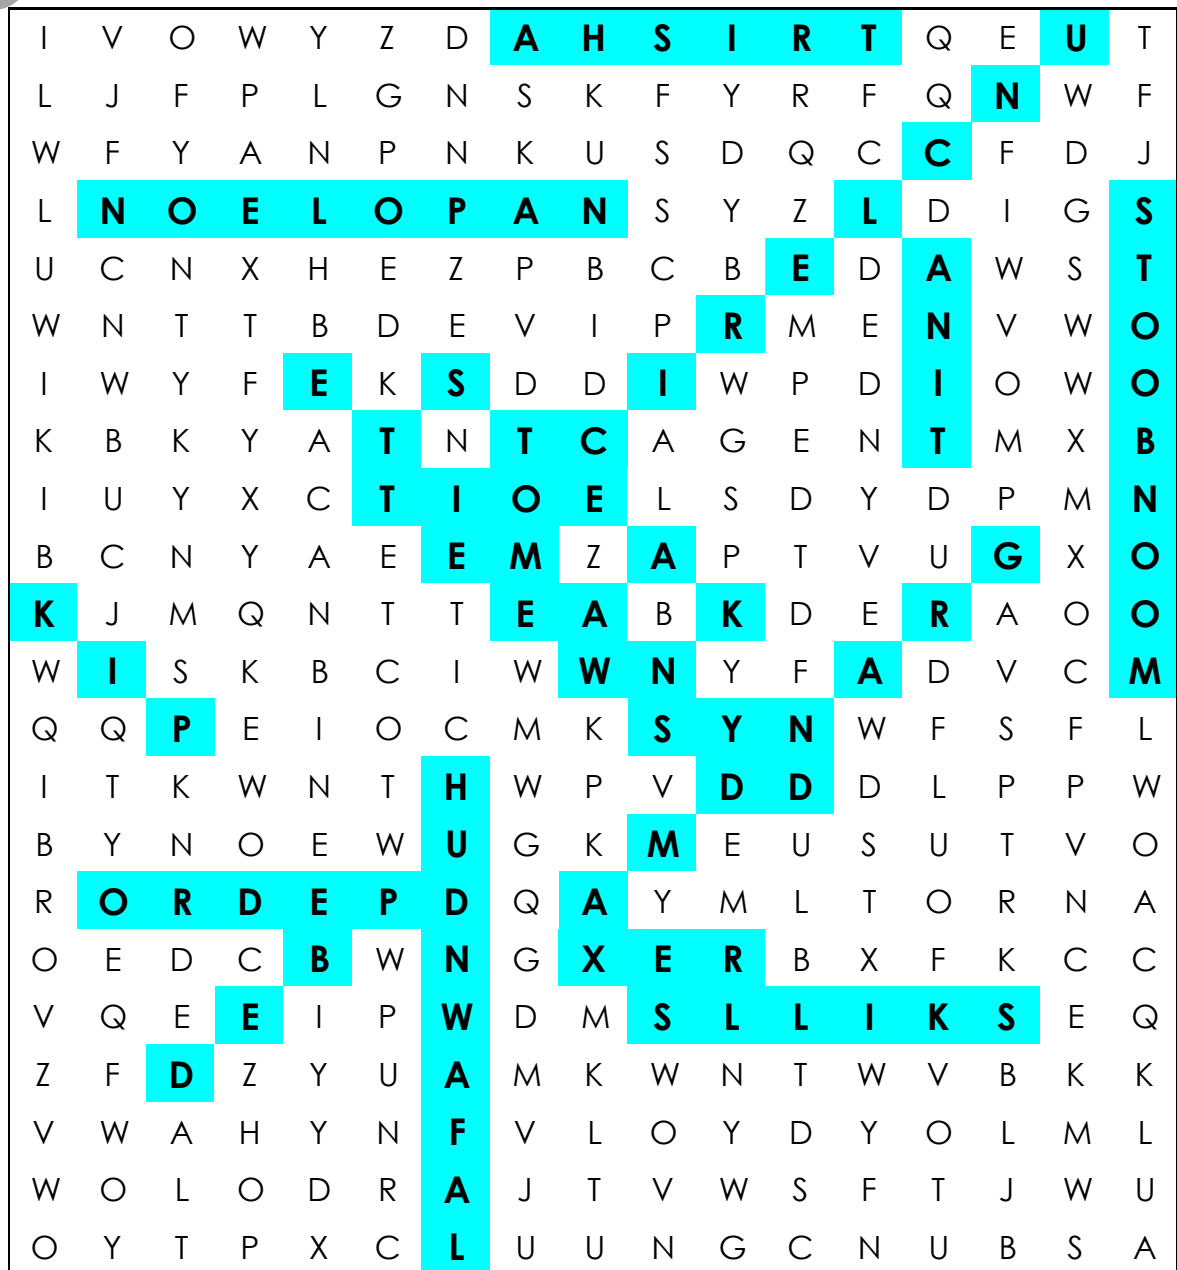 I V O W Y Z D A H S I R T Q E U T
L J F P L G N S K F Y R F Q N W F
W F Y A N P N K U S D Q C C F D J
L N O E L O P A N S Y Z L D I G S
U C N X H E Z P B C B E D A W S T
W N T T B D E V I P R M E N V W O
I W Y F E K S D D I W P D I O W O
K B K Y A T N T C A G E N T M X B
I U Y X C T I O E L S D Y D P M N
B C N Y A E E M Z A P T V U G X O
K J M Q N T T E A B K D E R A O O
W I S K B C I W W N Y F A D V C M
Q Q P E I O C M K S Y N W F S F L
I T K W N T H W P V D D D L P P W
B Y N O E W U G K M E U S U T V O
R O R D E P D Q A Y M L T O R N A
O E D C B W N G X E R B X F K C C
V Q E E I P W D M S L L I K S E Q
Z F D Z Y U A M K W N T W V B K K
V W A H Y N F V L O Y D Y O L M L
W O L O D R A J T V W S F T J W U
O Y T P X C L U U N G C N U B S A